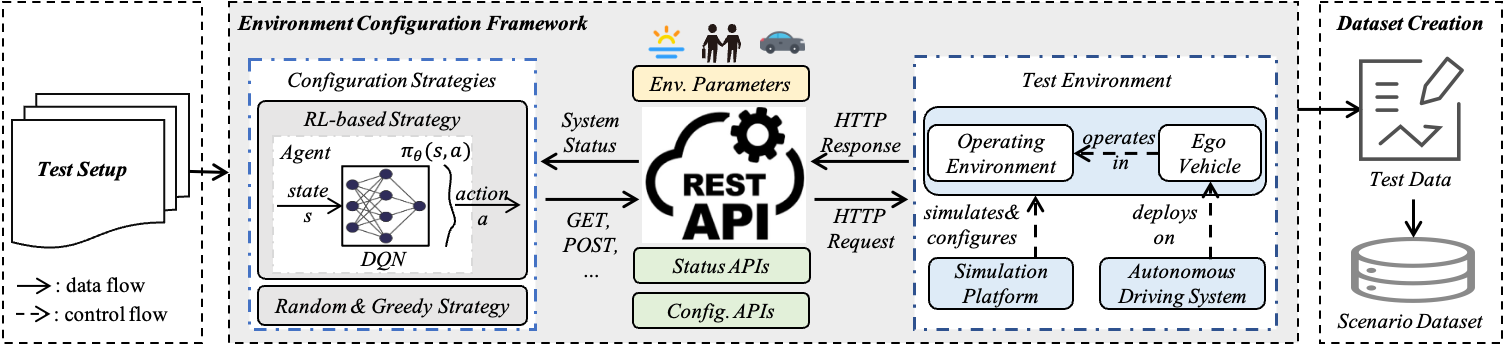 Test Setup
: data flow
: control flow
Environment Configuration Framework
Configuration Strategies
RL-based Strategy
Agent
πθ(s,a)
state
s
action
a
DQN
Random & Greedy Strategy
System
Status
GET,
POST,
...
Env. Parameters
REST
API
Status APIs
Config. APIs
HTTP
Response
HTTP
Request
Test Environment
Operating
Environment
operates
in
Ego
Vehicle
simulates&
configures
deploys
on
Simulation
Platform
Autonomous
Driving System
Dataset Creation
Test Data
Scenario Dataset